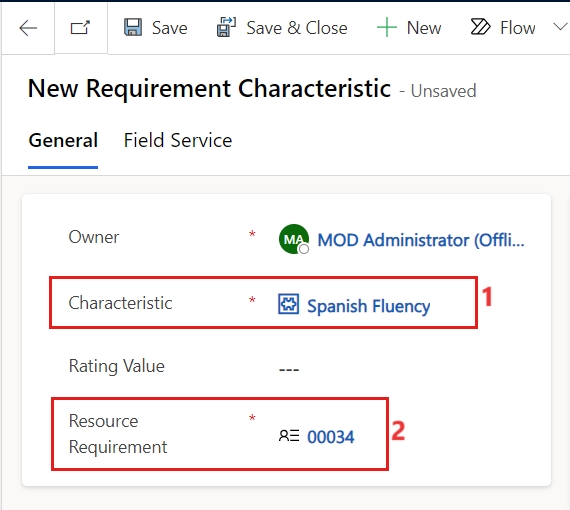 Save Save & Close New Flow
New Requirement Characteristic - Unsaved
General Field Service
Owner * MA MOD Administrator (Offli...
Characteristic * Spanish Fluency 1
Rating Value ---
Resource * 00034 2
Requirement